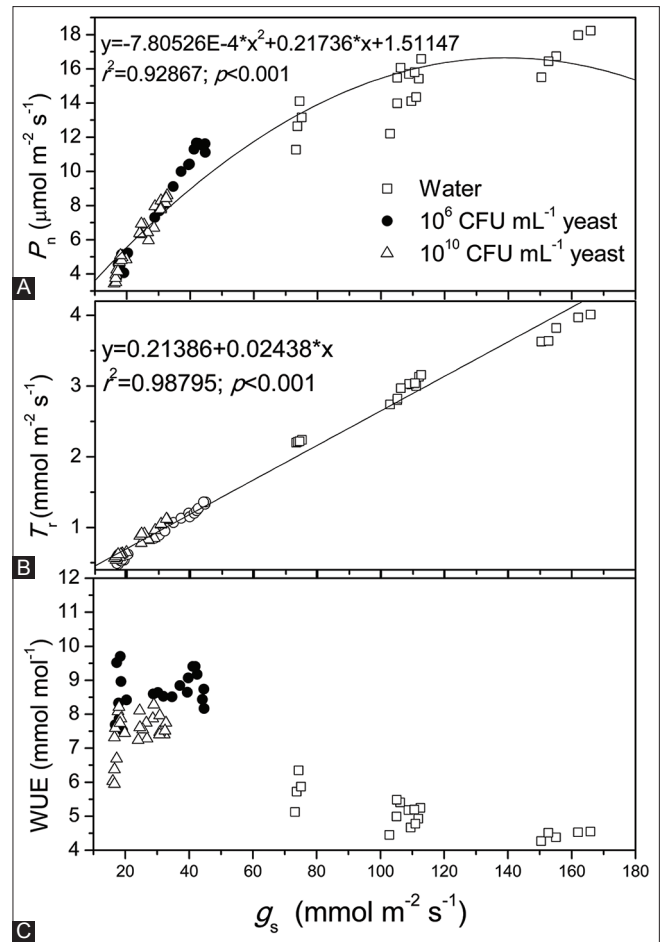 y=-7.80526E-4*x²+0.21736*x+1.51147
r²=0.92867; p<0.001
18
16
14
12
10
8
6
4
Pₙ (μmol m⁻² s⁻¹)
Water
10⁶ CFU mL⁻¹ yeast
10¹⁰ CFU mL⁻¹ yeast
A
y=0.21386+0.02438*x
r²=0.98795; p<0.001
4
3
2
1
Tᵣ (mmol m⁻² s⁻¹)
B
12
11
10
9
8
7
6
5
4
WUE (mmol mol⁻¹)
20 40 60 80 100 120 140 160 180
gₛ (mmol m⁻² s⁻¹)
C